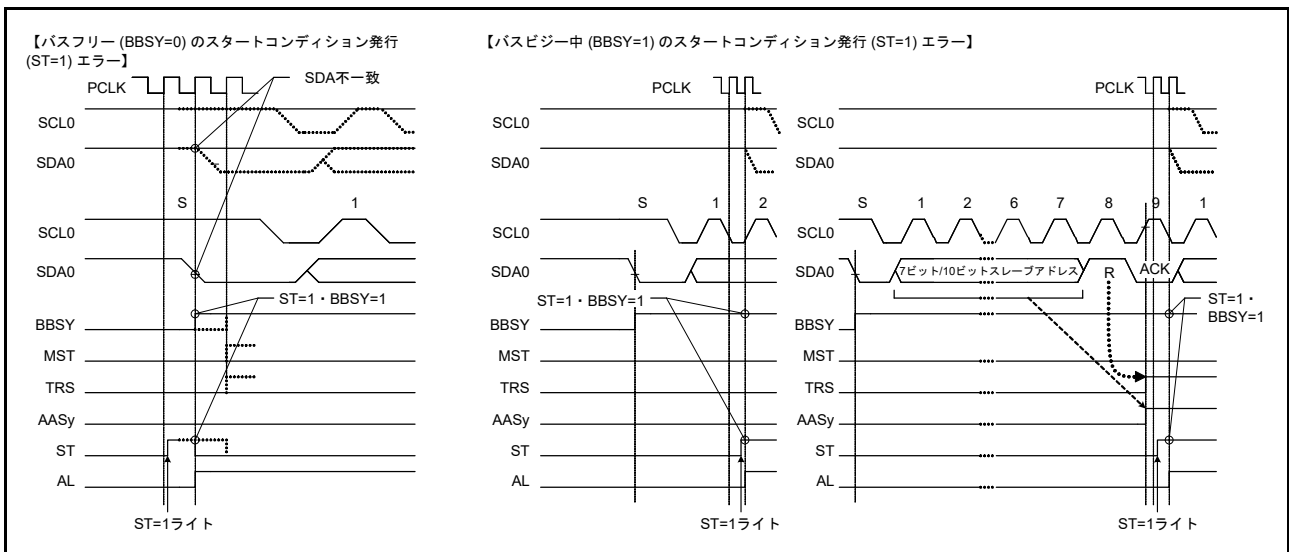 【バスフリー (BBSY=0) のスタートコンディション発行
(ST=1) エラー】
SDA不一致
PCLK
SCL0
SDA0
S 1
SCL0
SDA0
ST=1・BBSY=1
BBSY
MST
TRS
AASy
ST
AL
ST=1ライト
【バスビジー中 (BBSY=1) のスタートコンディション発行 (ST=1) エラー】
PCLK
SCL0
SDA0
S 1 2
SCL0
SDA0
ST=1・BBSY=1
BBSY
MST
TRS
AASy
ST
AL
ST=1ライト
PCLK
SCL0
SDA0
S 1 2 6 7 8 9 1
SCL0
SDA0
7ビット/10ビットスレーブアドレス
R
ACK
ST=1・
BBSY=1
BBSY
MST
TRS
AASy
ST
AL
ST=1ライト